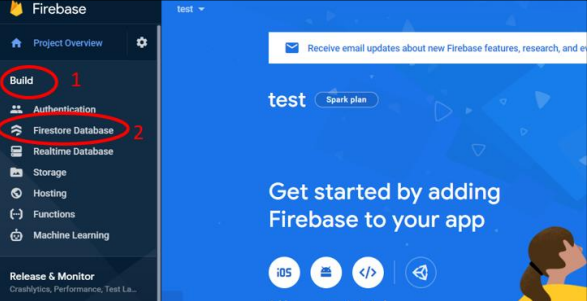 Firebase
test
Project Overview
Receive email updates about new Firebase features, research, and
Build
1
test
Spark plan
Authentication
Firestore Database
2
Realtime Database
Storage
Hosting
Functions
Machine Learning
Get started by adding
Firebase to your app
iOS
</>
Release & Monitor
Crashlytics, Performance, Test La...